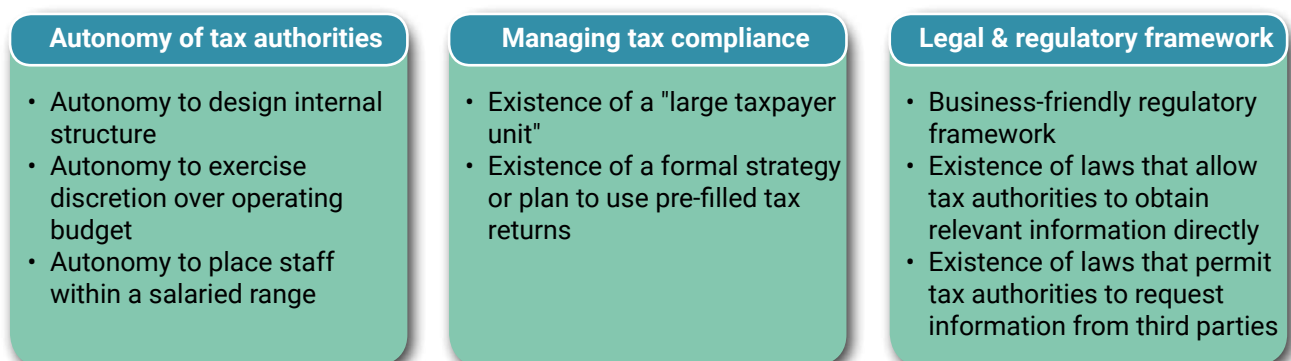 Autonomy of tax authorities
• Autonomy to design internal
structure
• Autonomy to exercise
discretion over operating
budget
• Autonomy to place staff
within a salaried range
Managing tax compliance
• Existence of a "large taxpayer
unit"
• Existence of a formal strategy
or plan to use pre-filled tax
returns
Legal & regulatory framework
• Business-friendly regulatory
framework
• Existence of laws that allow
tax authorities to obtain
relevant information directly
• Existence of laws that permit
tax authorities to request
information from third parties